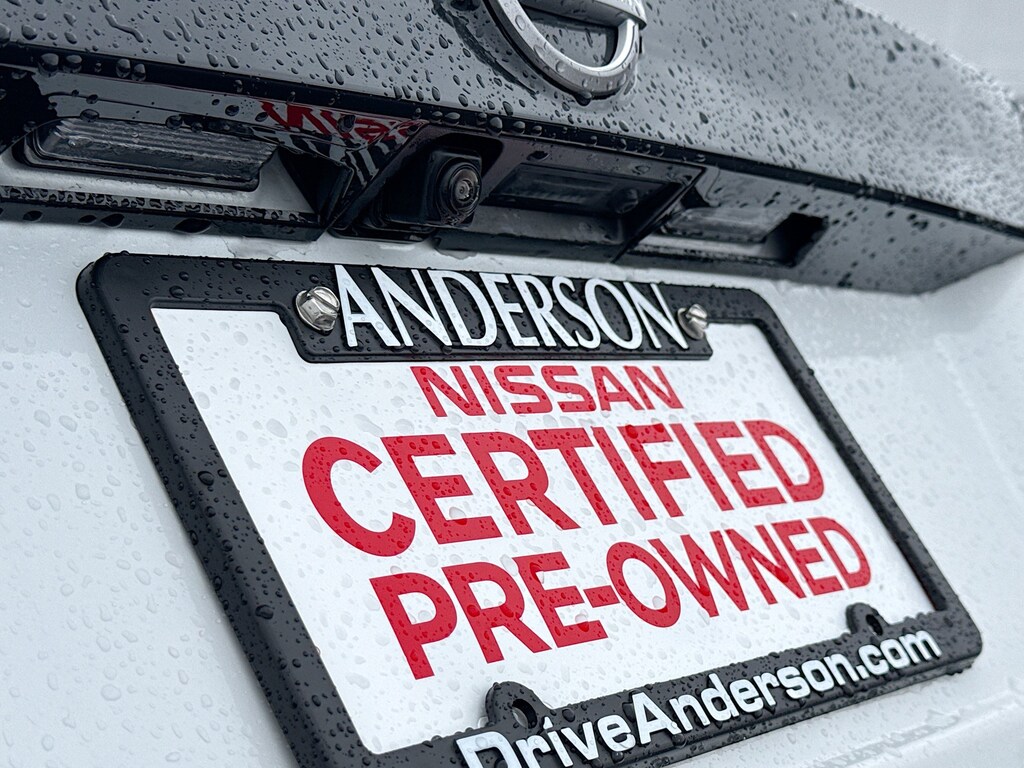 ANDERSON
NISSAN
CERTIFIED
PRE-OWNED
DriveAnderson.com